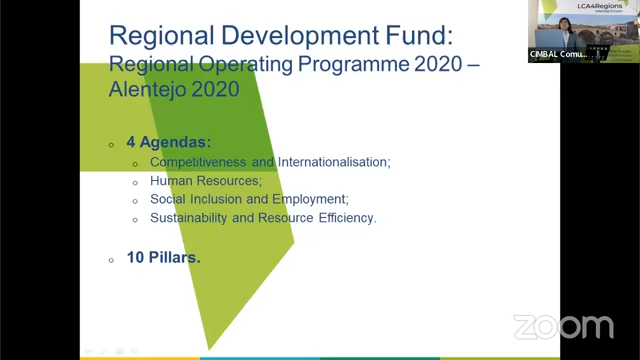 Regional Development Fund:
Regional Operating Programme 2020 –
Alentejo 2020
4 Agendas:
Competitiveness and Internationalisation;
Human Resources;
Social Inclusion and Employment;
Sustainability and Resource Efficiency.
10 Pillars.
LCA4Regions
CIMBAL Comu...
zoom